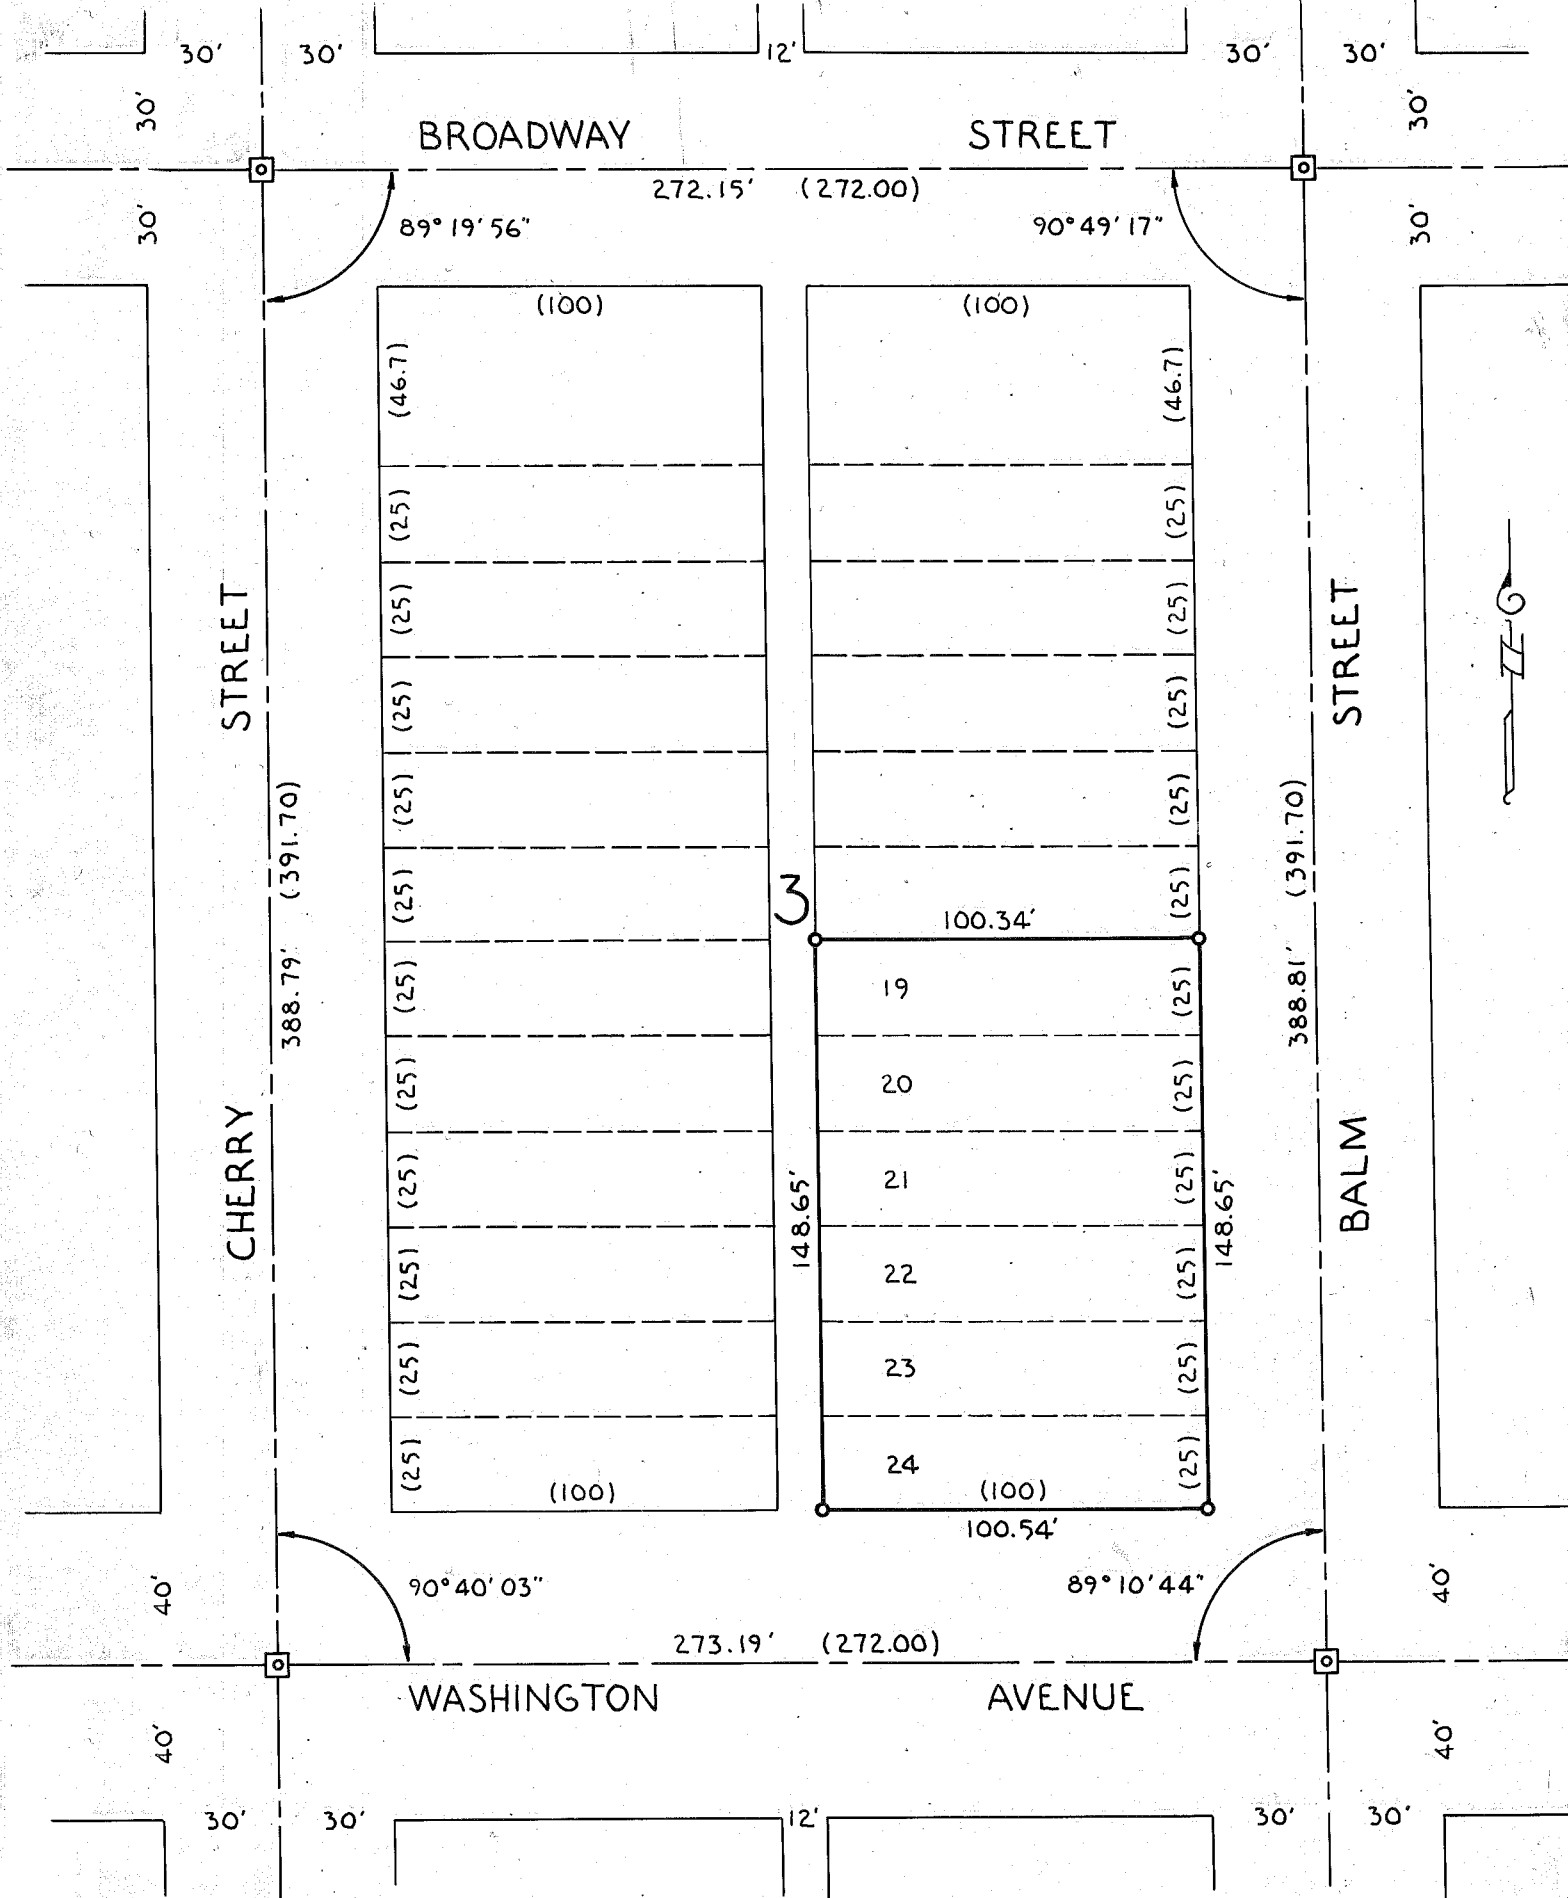 30' 30' 12' 30' 30'
30' 30'
BROADWAY STREET
272.15' (272.00)
30' 89°19'56" 90°49'17" 30'
(100) (100)
(46.7) (46.7)
(25) (25)
(25) (25)
STREET STREET
(25) (25)
N
(25) (25)
(391.70) (391.70)
(25) (25)
3
100.34'
388.79' 388.81'
(25) 19 (25)
(25) 20 (25)
CHERRY BALM
(25) 21 (25)
148.65' 148.65'
(25) 22 (25)
(25) 23 (25)
(25) 24 (25)
(100) (100)
100.54'
40' 90°40'03" 89°10'44" 40'
273.19' (272.00)
WASHINGTON AVENUE
40' 40'
30' 30' 12' 30' 30'